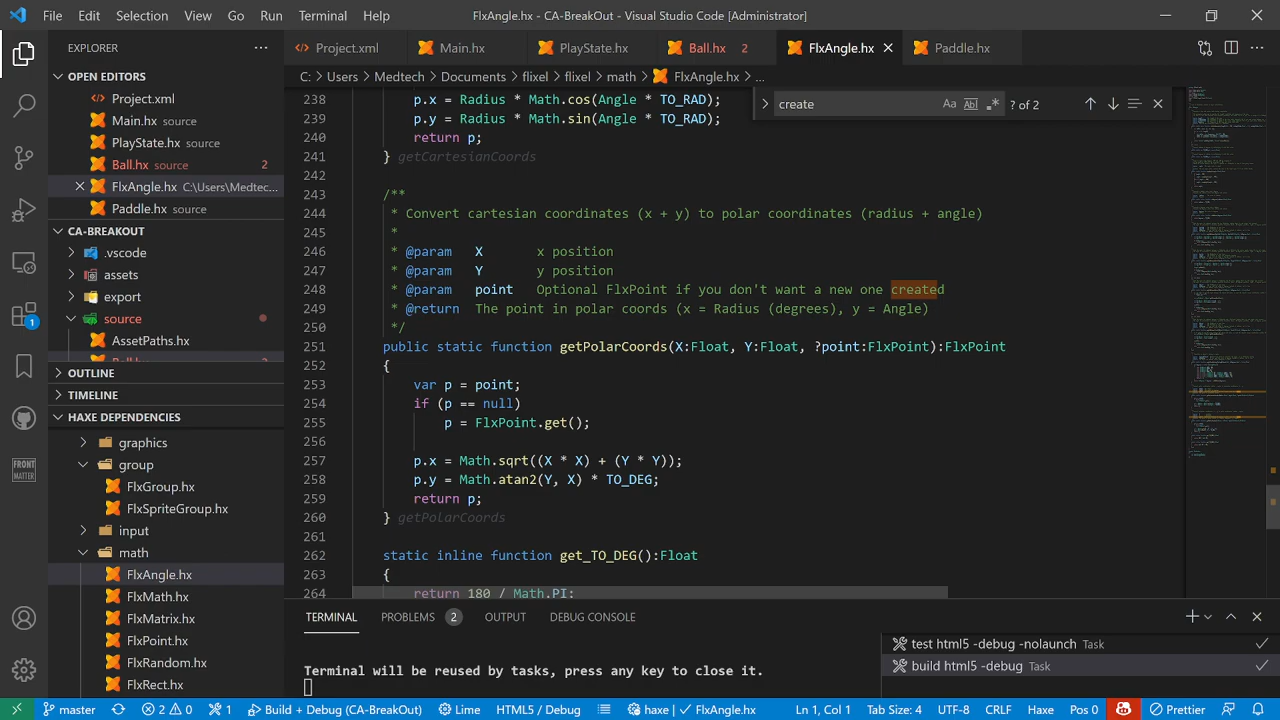 File Edit Selection View Go Run Terminal Help
FlxAngle.hx - CA-BreakOut - Visual Studio Code [Administrator]
EXPLORER
Project.xml Main.hx PlayState.hx Ball.hx 2 FlxAngle.hx Paddle.hx
OPEN EDITORS
Project.xml
Main.hx source
PlayState.hx source
Ball.hx source 2
FlxAngle.hx C:\Users\Medtech...
Paddle.hx source
CA-BREAKOUT
.vscode
assets
export
source
AssetPaths.hx
OUTLINE
TIMELINE
HAXE DEPENDENCIES
graphics
group
FlxGroup.hx
FlxSpriteGroup.hx
input
math
FlxAngle.hx
FlxMath.hx
FlxMatrix.hx
FlxPoint.hx
FlxRandom.hx
FlxRect.hx
1
FRONT
MATTER
C: > Users > Medtech > Documents > flixel > flixel > math > FlxAngle.hx > ...
create
Aa Abl .* ? of 2
238 p.x = Radius * Math.cos(Angle * TO_RAD);
239 p.y = Radius * Math.sin(Angle * TO_RAD);
240 return p;
241 } getCartesianCoords
242
243 /**
244 * Convert cartesian coordinates (x + y) to polar coordinates (radius + angle)
245 *
246 * @param X x position
247 * @param Y y position
248 * @param point Optional FlxPoint if you don't want a new one created
249 * @return The point in polar coords (x = Radius (degrees), y = Angle)
250 */
251 public static function getPolarCoords(X:Float, Y:Float, ?point:FlxPoint):FlxPoint
252 {
253 var p = point;
254 if (p == null)
255 p = FlxPoint.get();
256
257 p.x = Math.sqrt((X * X) + (Y * Y));
258 p.y = Math.atan2(Y, X) * TO_DEG;
259 return p;
260 } getPolarCoords
261
262 static inline function get_TO_DEG():Float
263 {
264 return 180 / Math.PI;
TERMINAL PROBLEMS 2 OUTPUT DEBUG CONSOLE
Terminal will be reused by tasks, press any key to close it.
test html5 -debug -nolaunch Task
build html5 -debug Task
master 2 0 1 Build + Debug (CA-BreakOut) Lime HTML5 / Debug haxe | FlxAngle.hx Ln 1, Col 1 Tab Size: 4 UTF-8 CRLF Haxe Pos 0 Prettier